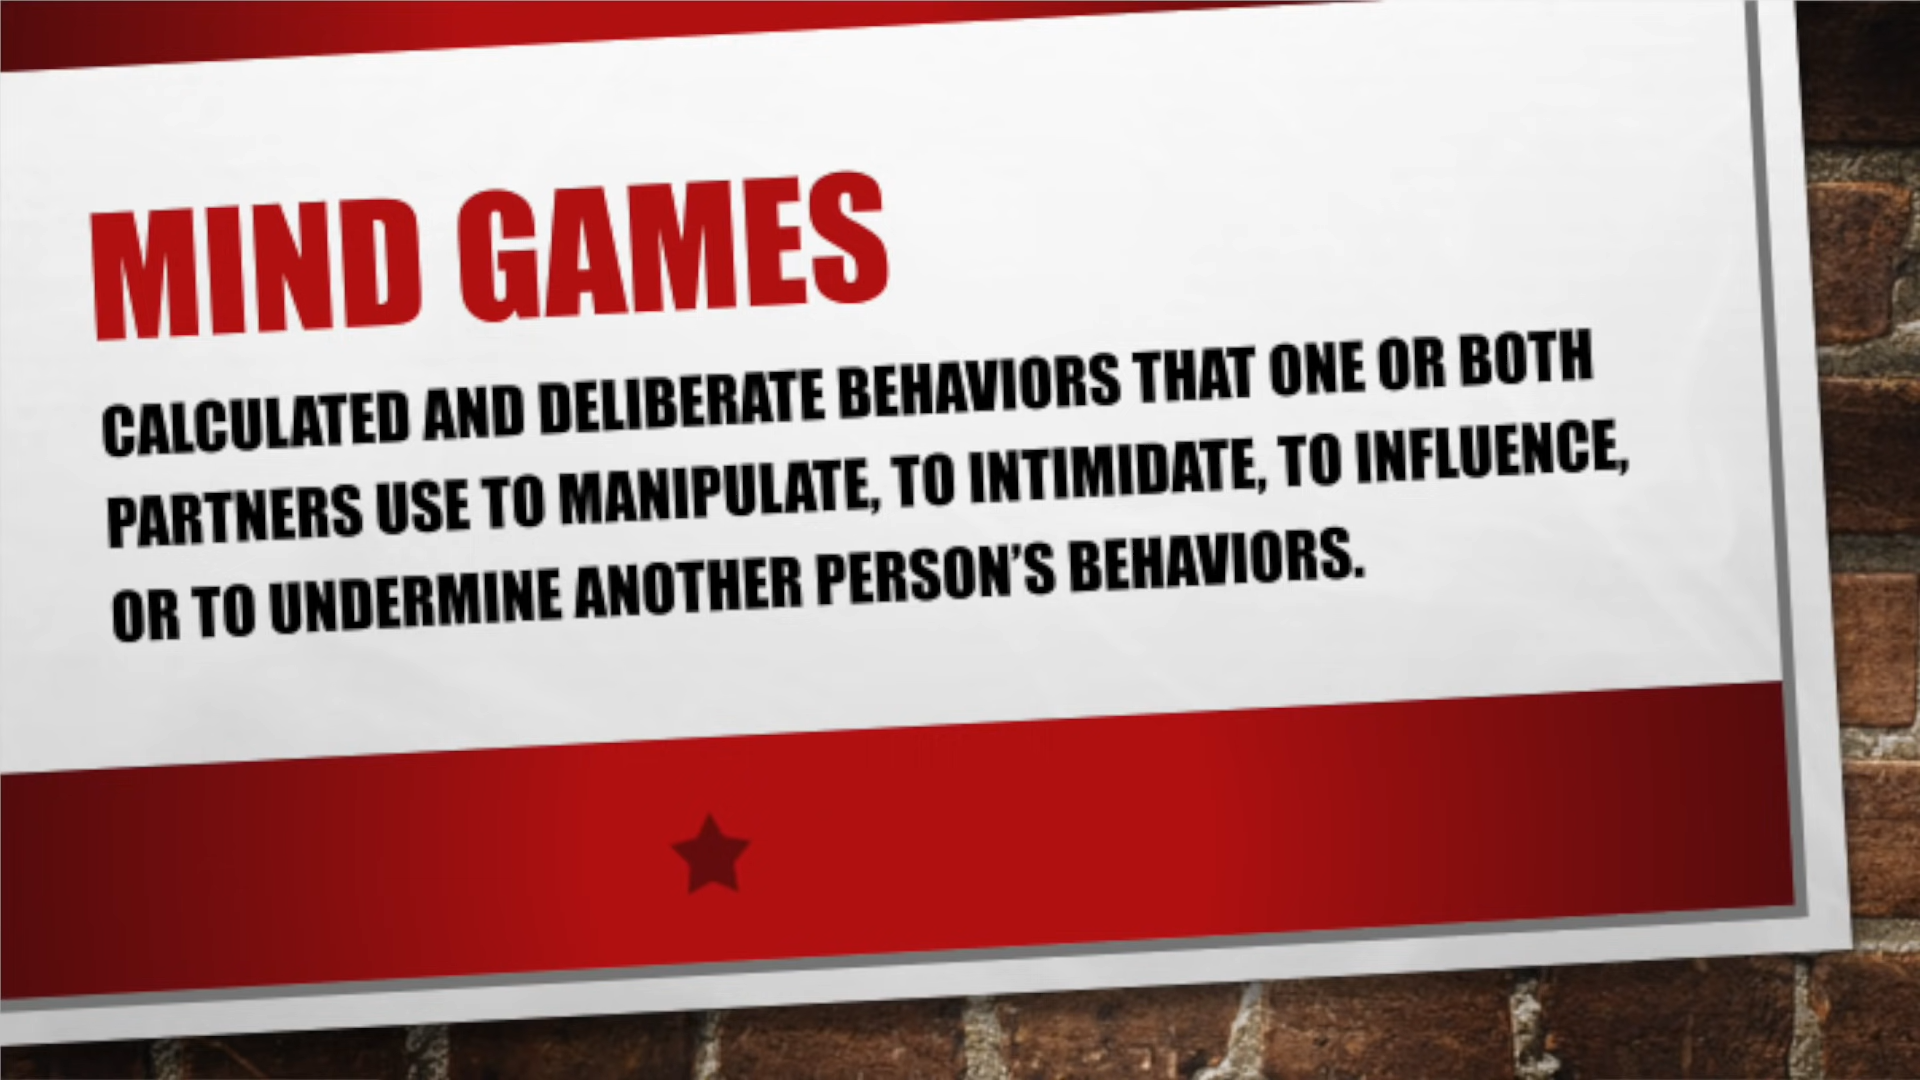 MIND GAMES
CALCULATED AND DELIBERATE BEHAVIORS THAT ONE OR BOTH
PARTNERS USE TO MANIPULATE, TO INTIMIDATE, TO INFLUENCE,
OR TO UNDERMINE ANOTHER PERSON'S BEHAVIORS.